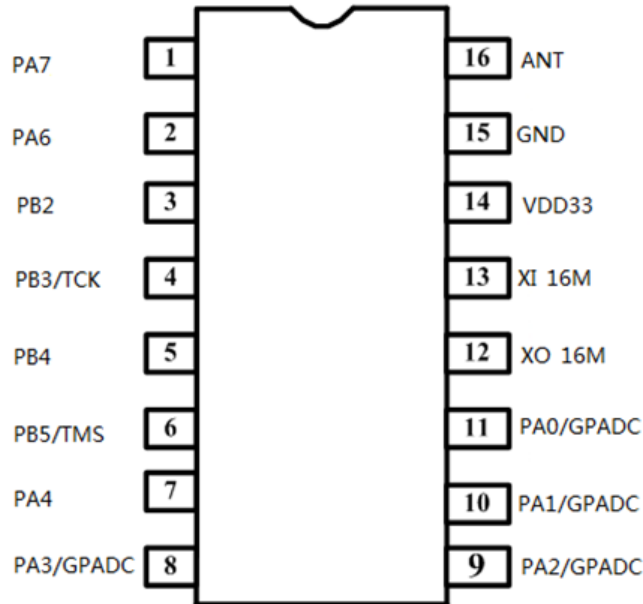 PA7 1 16 ANT
PA6 2 15 GND
PB2 3 14 VDD33
PB3/TCK 4 13 XI 16M
PB4 5 12 XO 16M
PB5/TMS 6 11 PA0/GPADC
PA4 7 10 PA1/GPADC
PA3/GPADC 8 9 PA2/GPADC